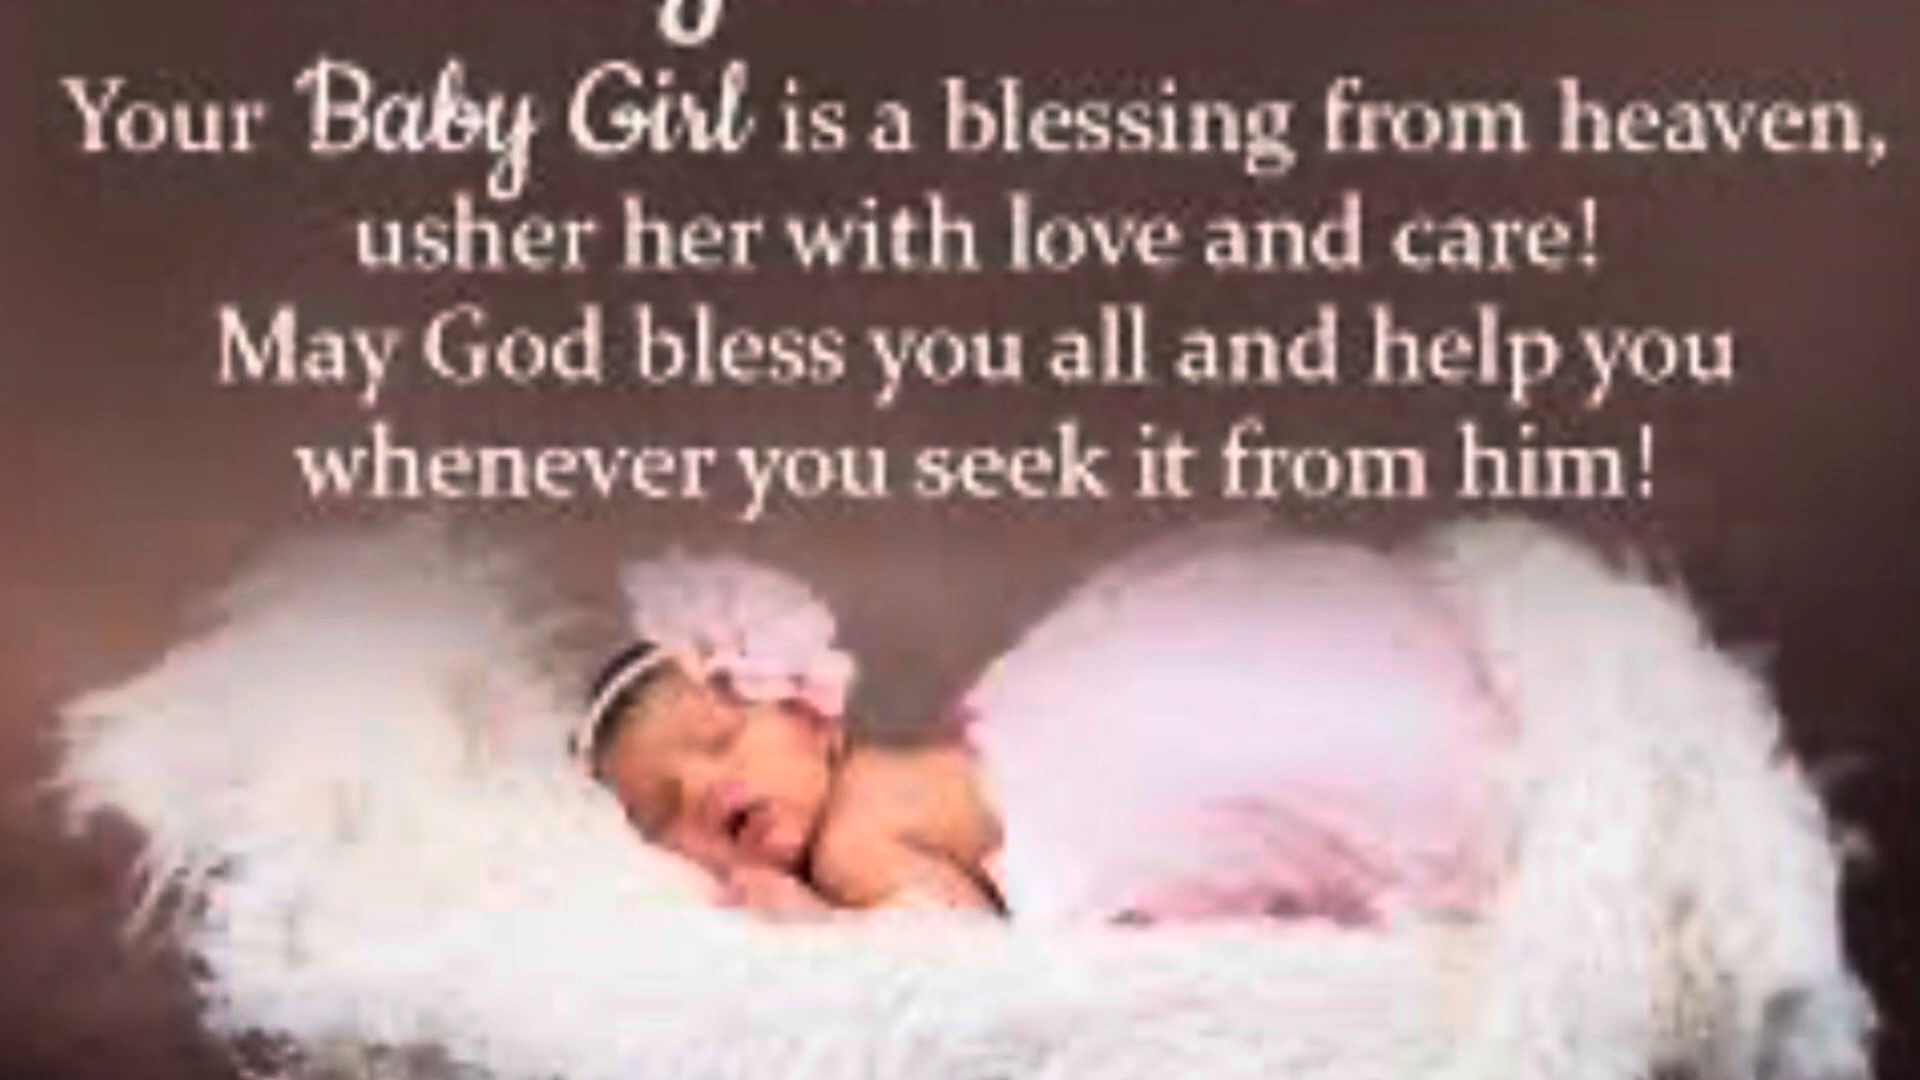 Your Baby Girl is a blessing from heaven,
usher her with love and care!
May God bless you all and help you
whenever you seek it from him!